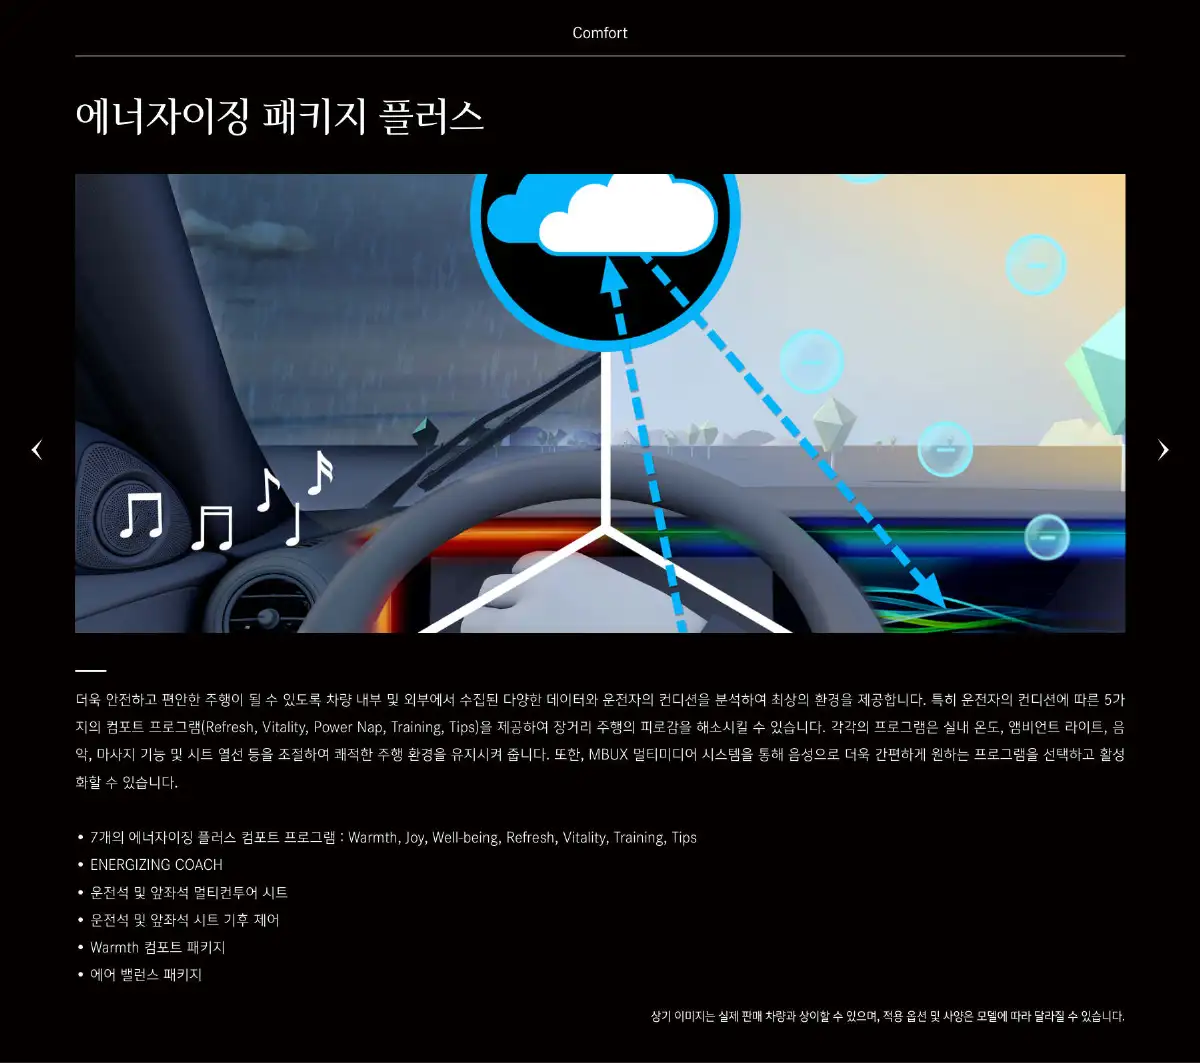 Comfort
에너자이징 패키지 플러스
더욱 안전하고 편안한 주행이 될 수 있도록 차량 내부 및 외부에서 수집된 다양한 데이터와 운전자의 컨디션을 분석하여 최상의 환경을 제공합니다. 특히 운전자의 컨디션에 따른 5가
지의 컴포트 프로그램(Refresh, Vitality, Power Nap, Training, Tips)을 제공하여 장거리 주행의 피로감을 해소시킬 수 있습니다. 각각의 프로그램은 실내 온도, 앰비언트 라이트, 음
악, 마사지 기능 및 시트 열선 등을 조절하여 쾌적한 주행 환경을 유지시켜 줍니다. 또한, MBUX 멀티미디어 시스템을 통해 음성으로 더욱 간편하게 원하는 프로그램을 선택하고 활성
화할 수 있습니다.
• 7개의 에너자이징 플러스 컴포트 프로그램 : Warmth, Joy, Well-being, Refresh, Vitality, Training, Tips
• ENERGIZING COACH
• 운전석 및 앞좌석 멀티컨투어 시트
• 운전석 및 앞좌석 시트 기후 제어
• Warmth 컴포트 패키지
• 에어 밸런스 패키지
상기 이미지는 실제 판매 차량과 상이할 수 있으며, 적용 옵션 및 사양은 모델에 따라 달라질 수 있습니다.